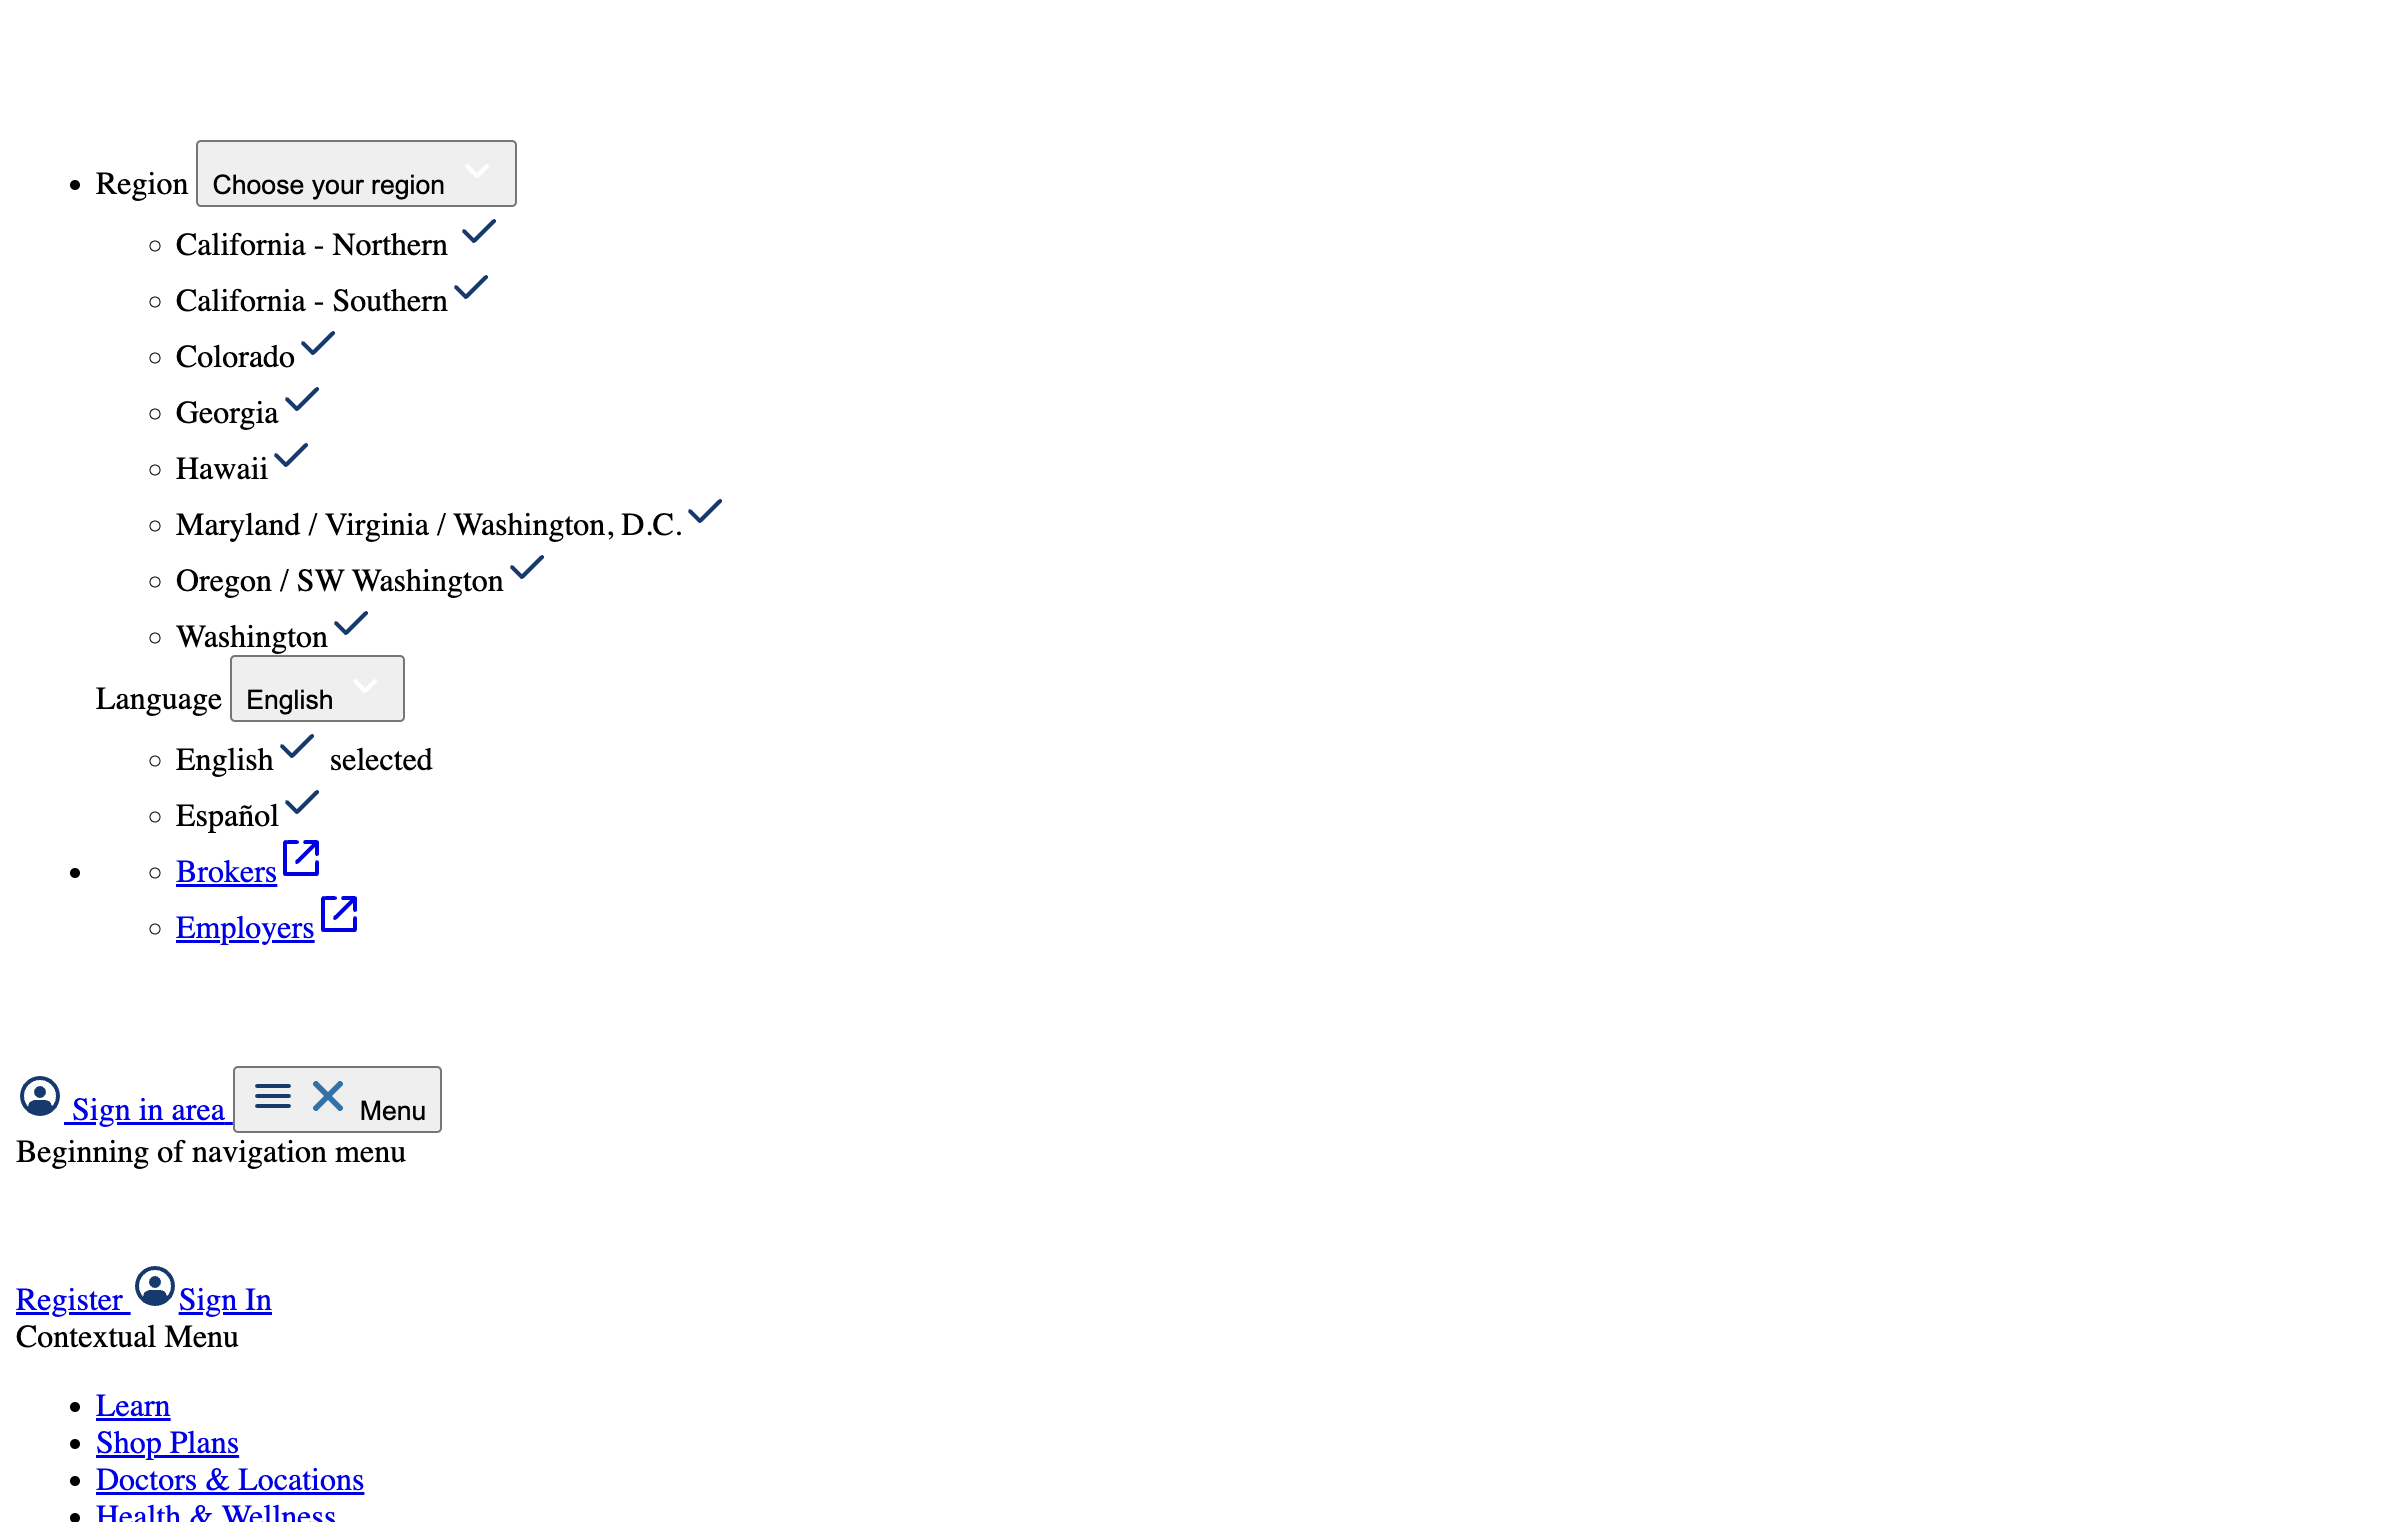 Region Choose your region
California - Northern
California - Southern
Colorado
Georgia
Hawaii
Maryland / Virginia / Washington, D.C.
Oregon / SW Washington
Washington
Language English
English selected
Español
Brokers
Employers
Sign in area Menu
Beginning of navigation menu
Register Sign In
Contextual Menu
Learn
Shop Plans
Doctors & Locations
Health & Wellness